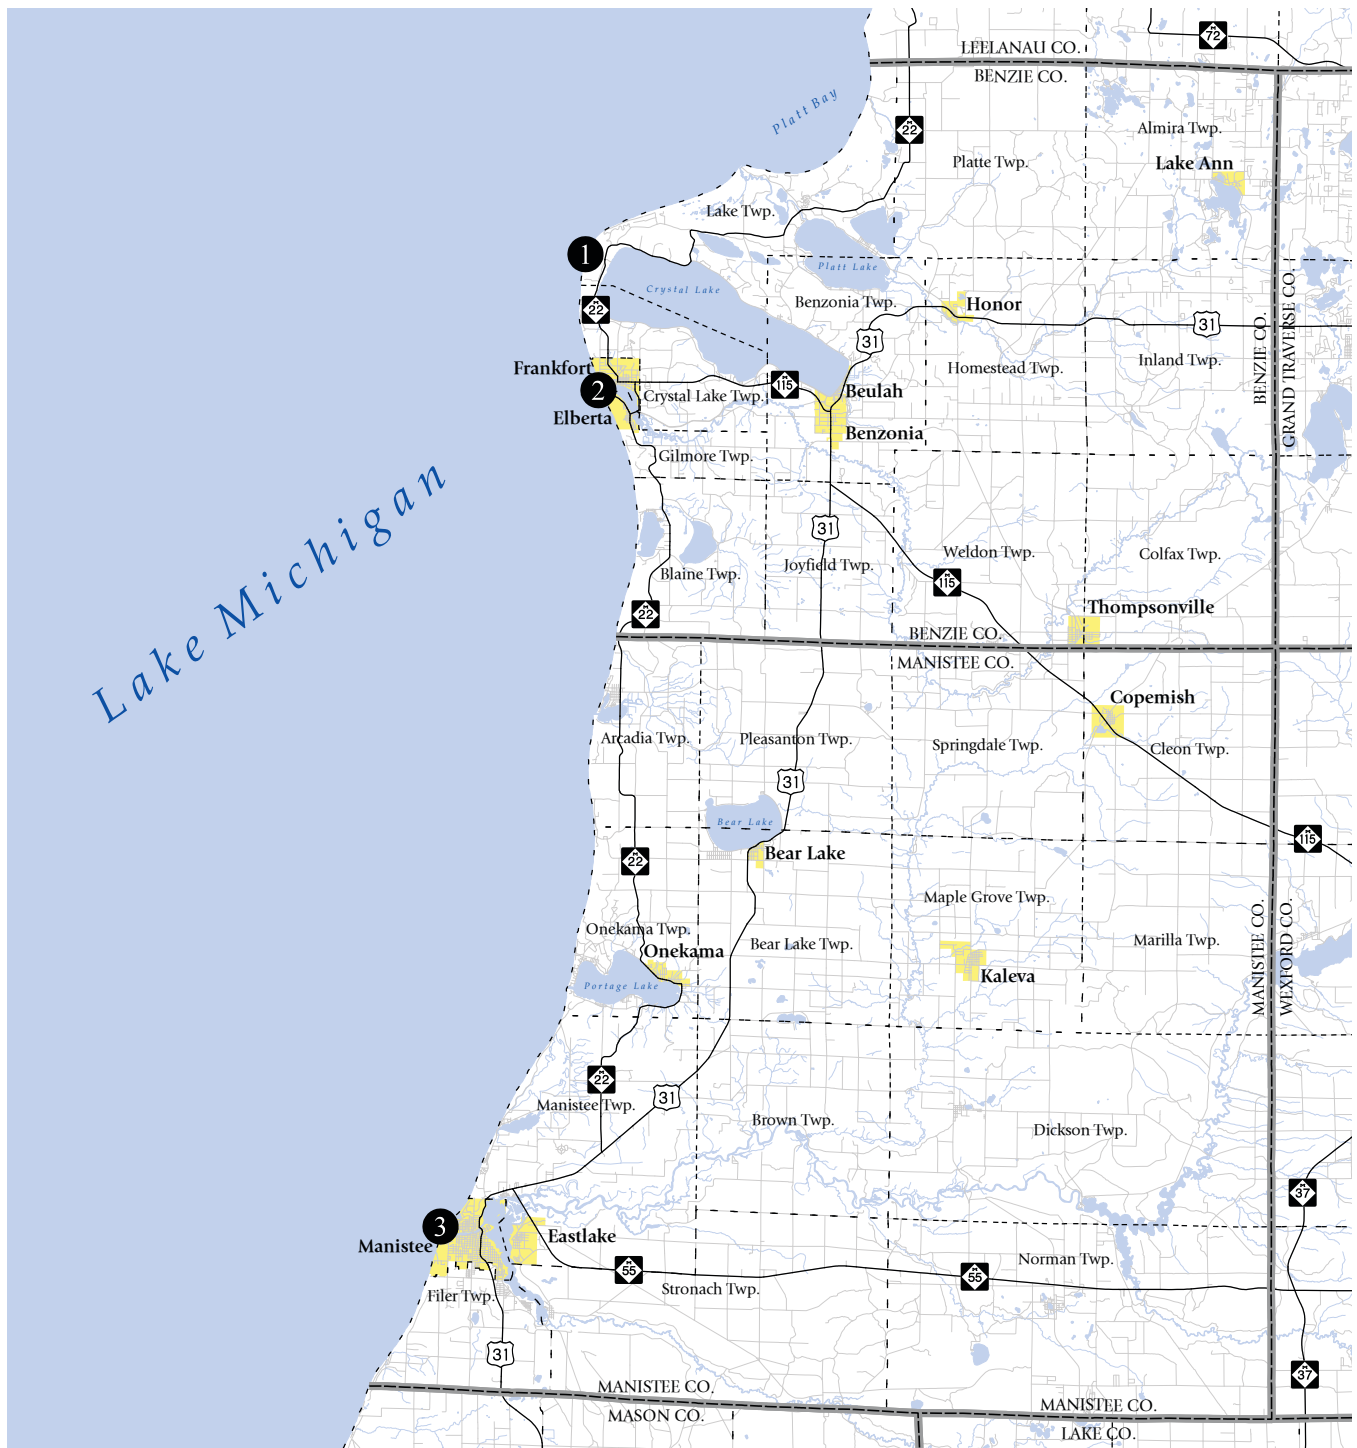 M 72
LEELANAU CO.
BENZIE CO.
Platt Bay
M 22
Almira Twp.
Platte Twp.
Lake Ann
Lake Twp.
1
Platt Lake
Crystal Lake
M 22
Benzonia Twp.
Honor
31
31
BENZIE CO.
GRAND TRAVERSE CO.
Frankfort
Homestead Twp.
Inland Twp.
2
M 115
Crystal Lake Twp.
Beulah
Elberta
Benzonia
Gilmore Twp.
Lake Michigan
31
Weldon Twp.
Colfax Twp.
Joyfield Twp.
Blaine Twp.
M 115
M 22
Thompsonville
BENZIE CO.
MANISTEE CO.
Copemish
Arcadia Twp.
Pleasanton Twp.
Springdale Twp.
Cleon Twp.
31
Bear Lake
M 115
M 22
Bear Lake
Maple Grove Twp.
MANISTEE CO.
WEXFORD CO.
Onekama Twp.
Bear Lake Twp.
Marilla Twp.
Onekama
Kaleva
Portage Lake
M 22
31
Manistee Twp.
Brown Twp.
Dickson Twp.
M 37
3
Manistee
Eastlake
Norman Twp.
M 55
M 55
Stronach Twp.
Filer Twp.
31
M 37
MANISTEE CO.
MASON CO.
MANISTEE CO.
LAKE CO.